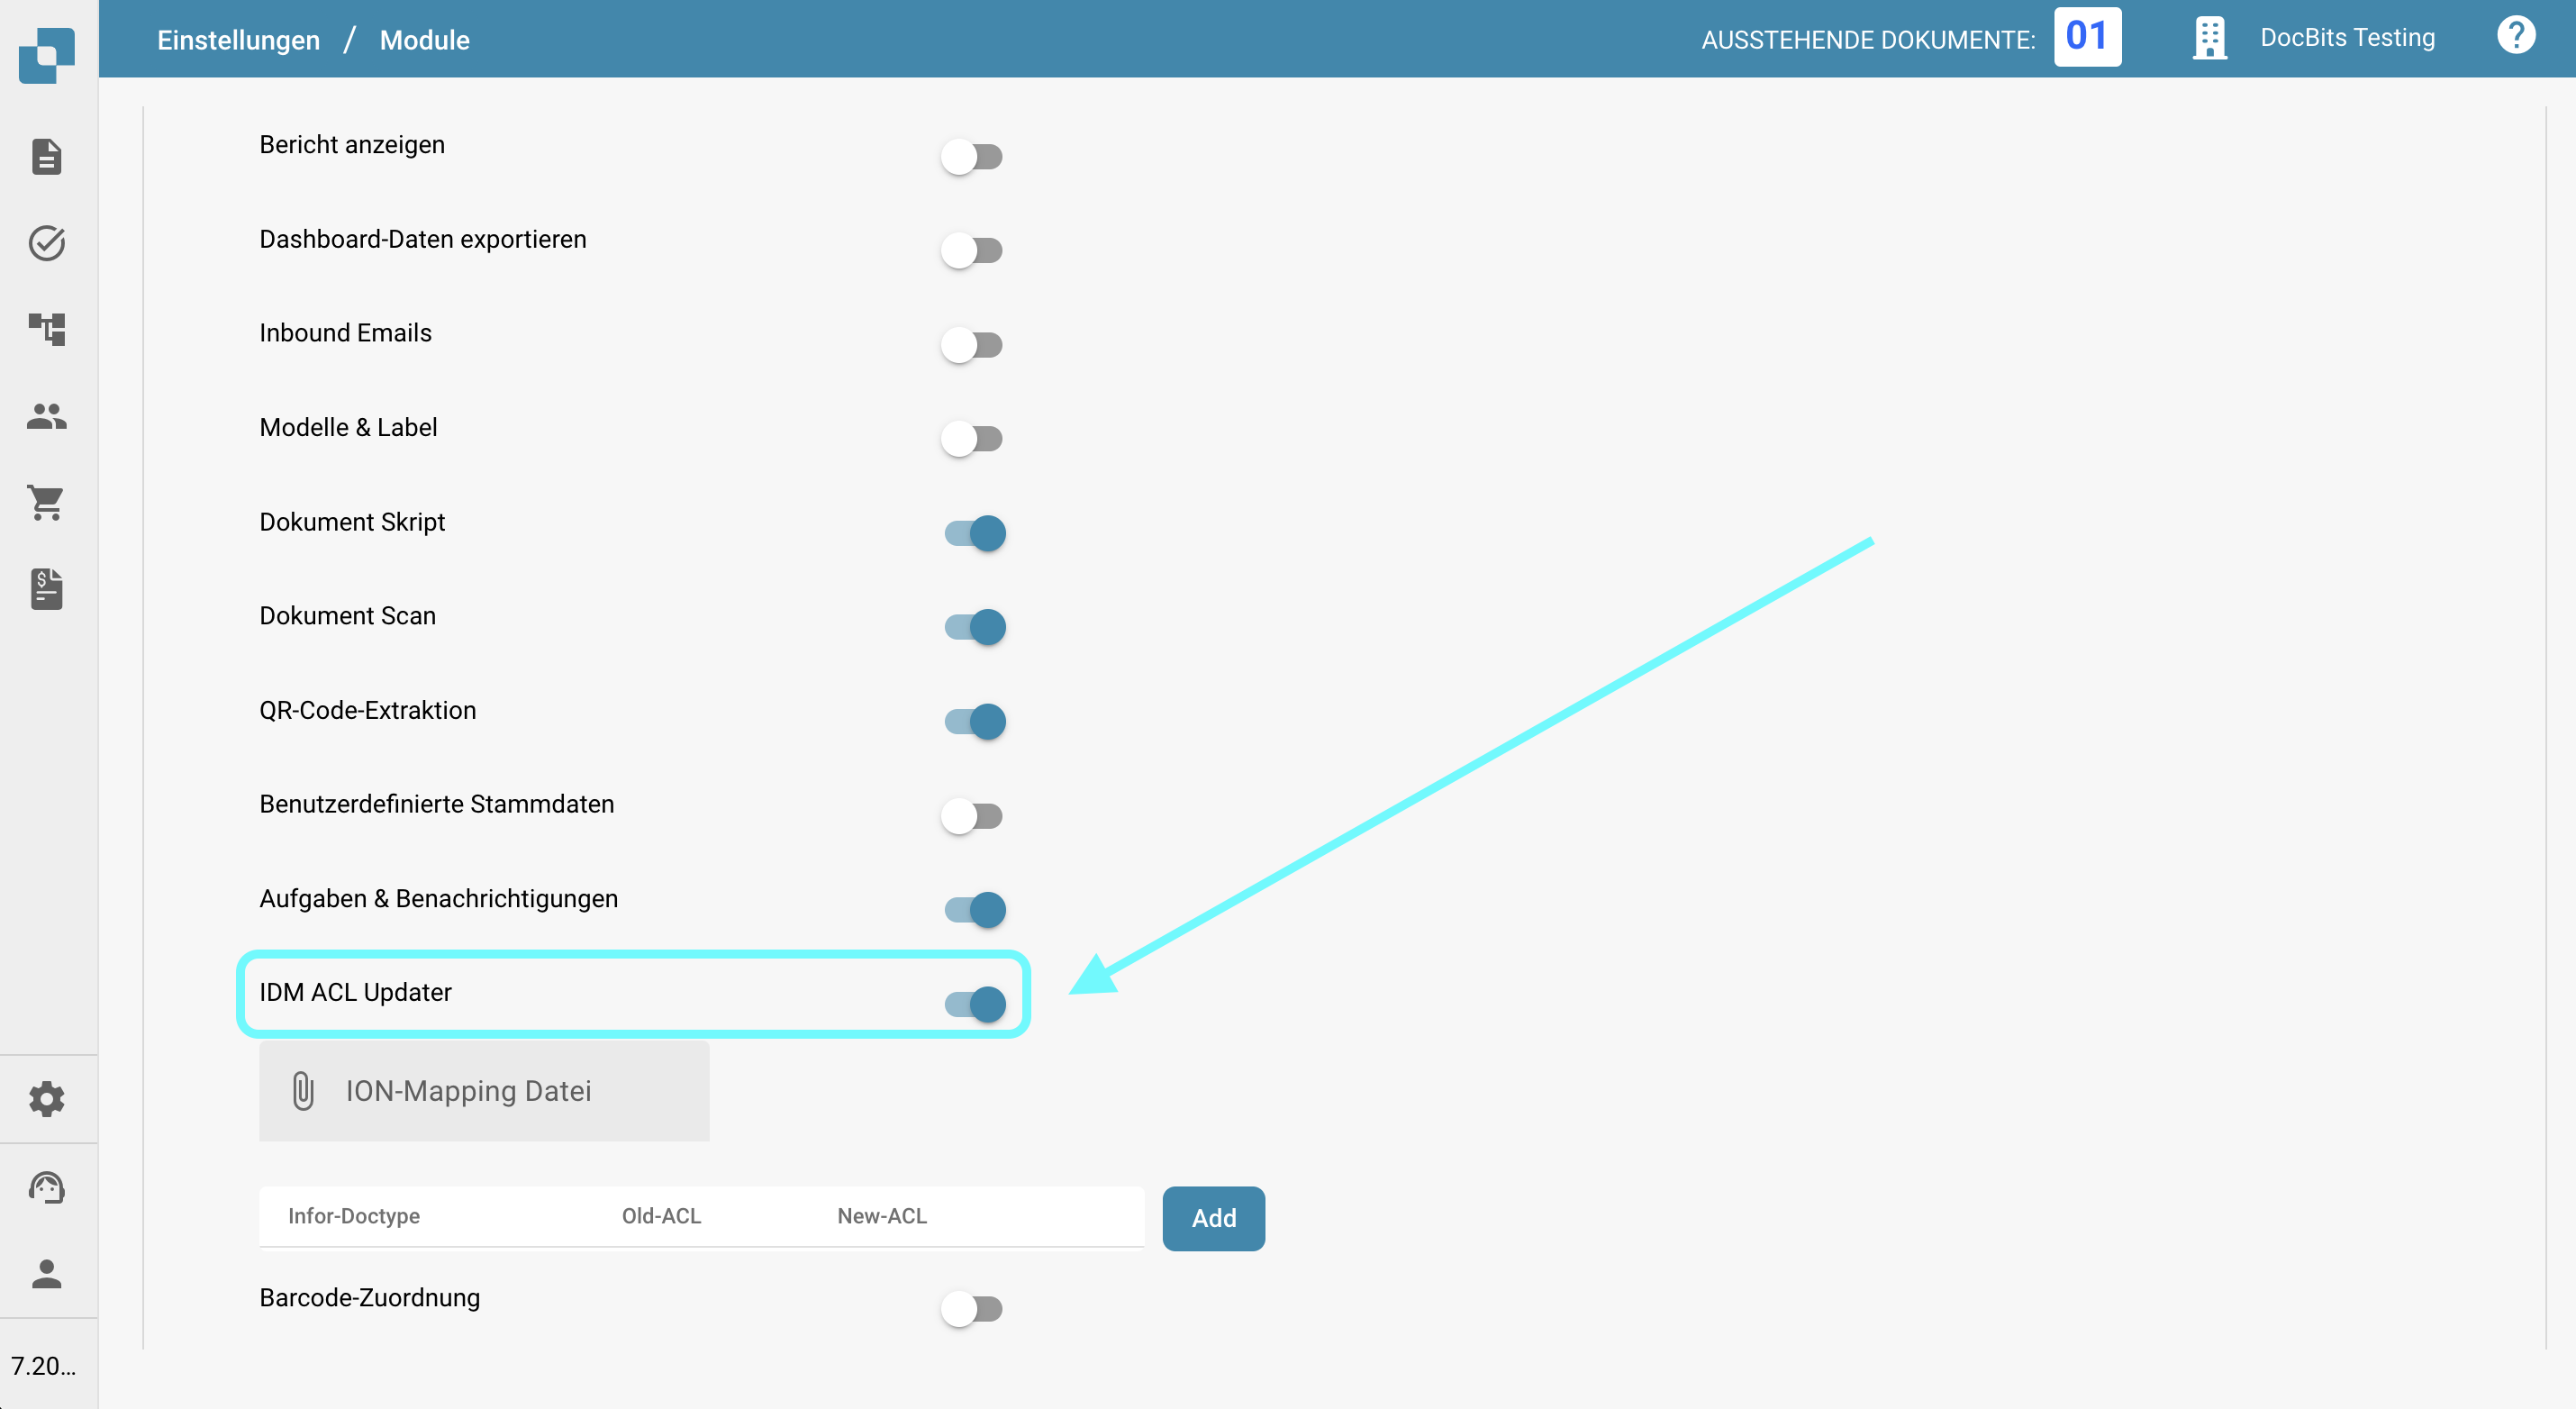 Einstellungen / Module
AUSSTEHENDE DOKUMENTE: 01
DocBits Testing
?
Bericht anzeigen
Dashboard-Daten exportieren
Inbound Emails
Modelle & Label
Dokument Skript
Dokument Scan
QR-Code-Extraktion
Benutzerdefinierte Stammdaten
Aufgaben & Benachrichtigungen
IDM ACL Updater
ION-Mapping Datei
Infor-Doctype Old-ACL New-ACL
Add
Barcode-Zuordnung
7.20...